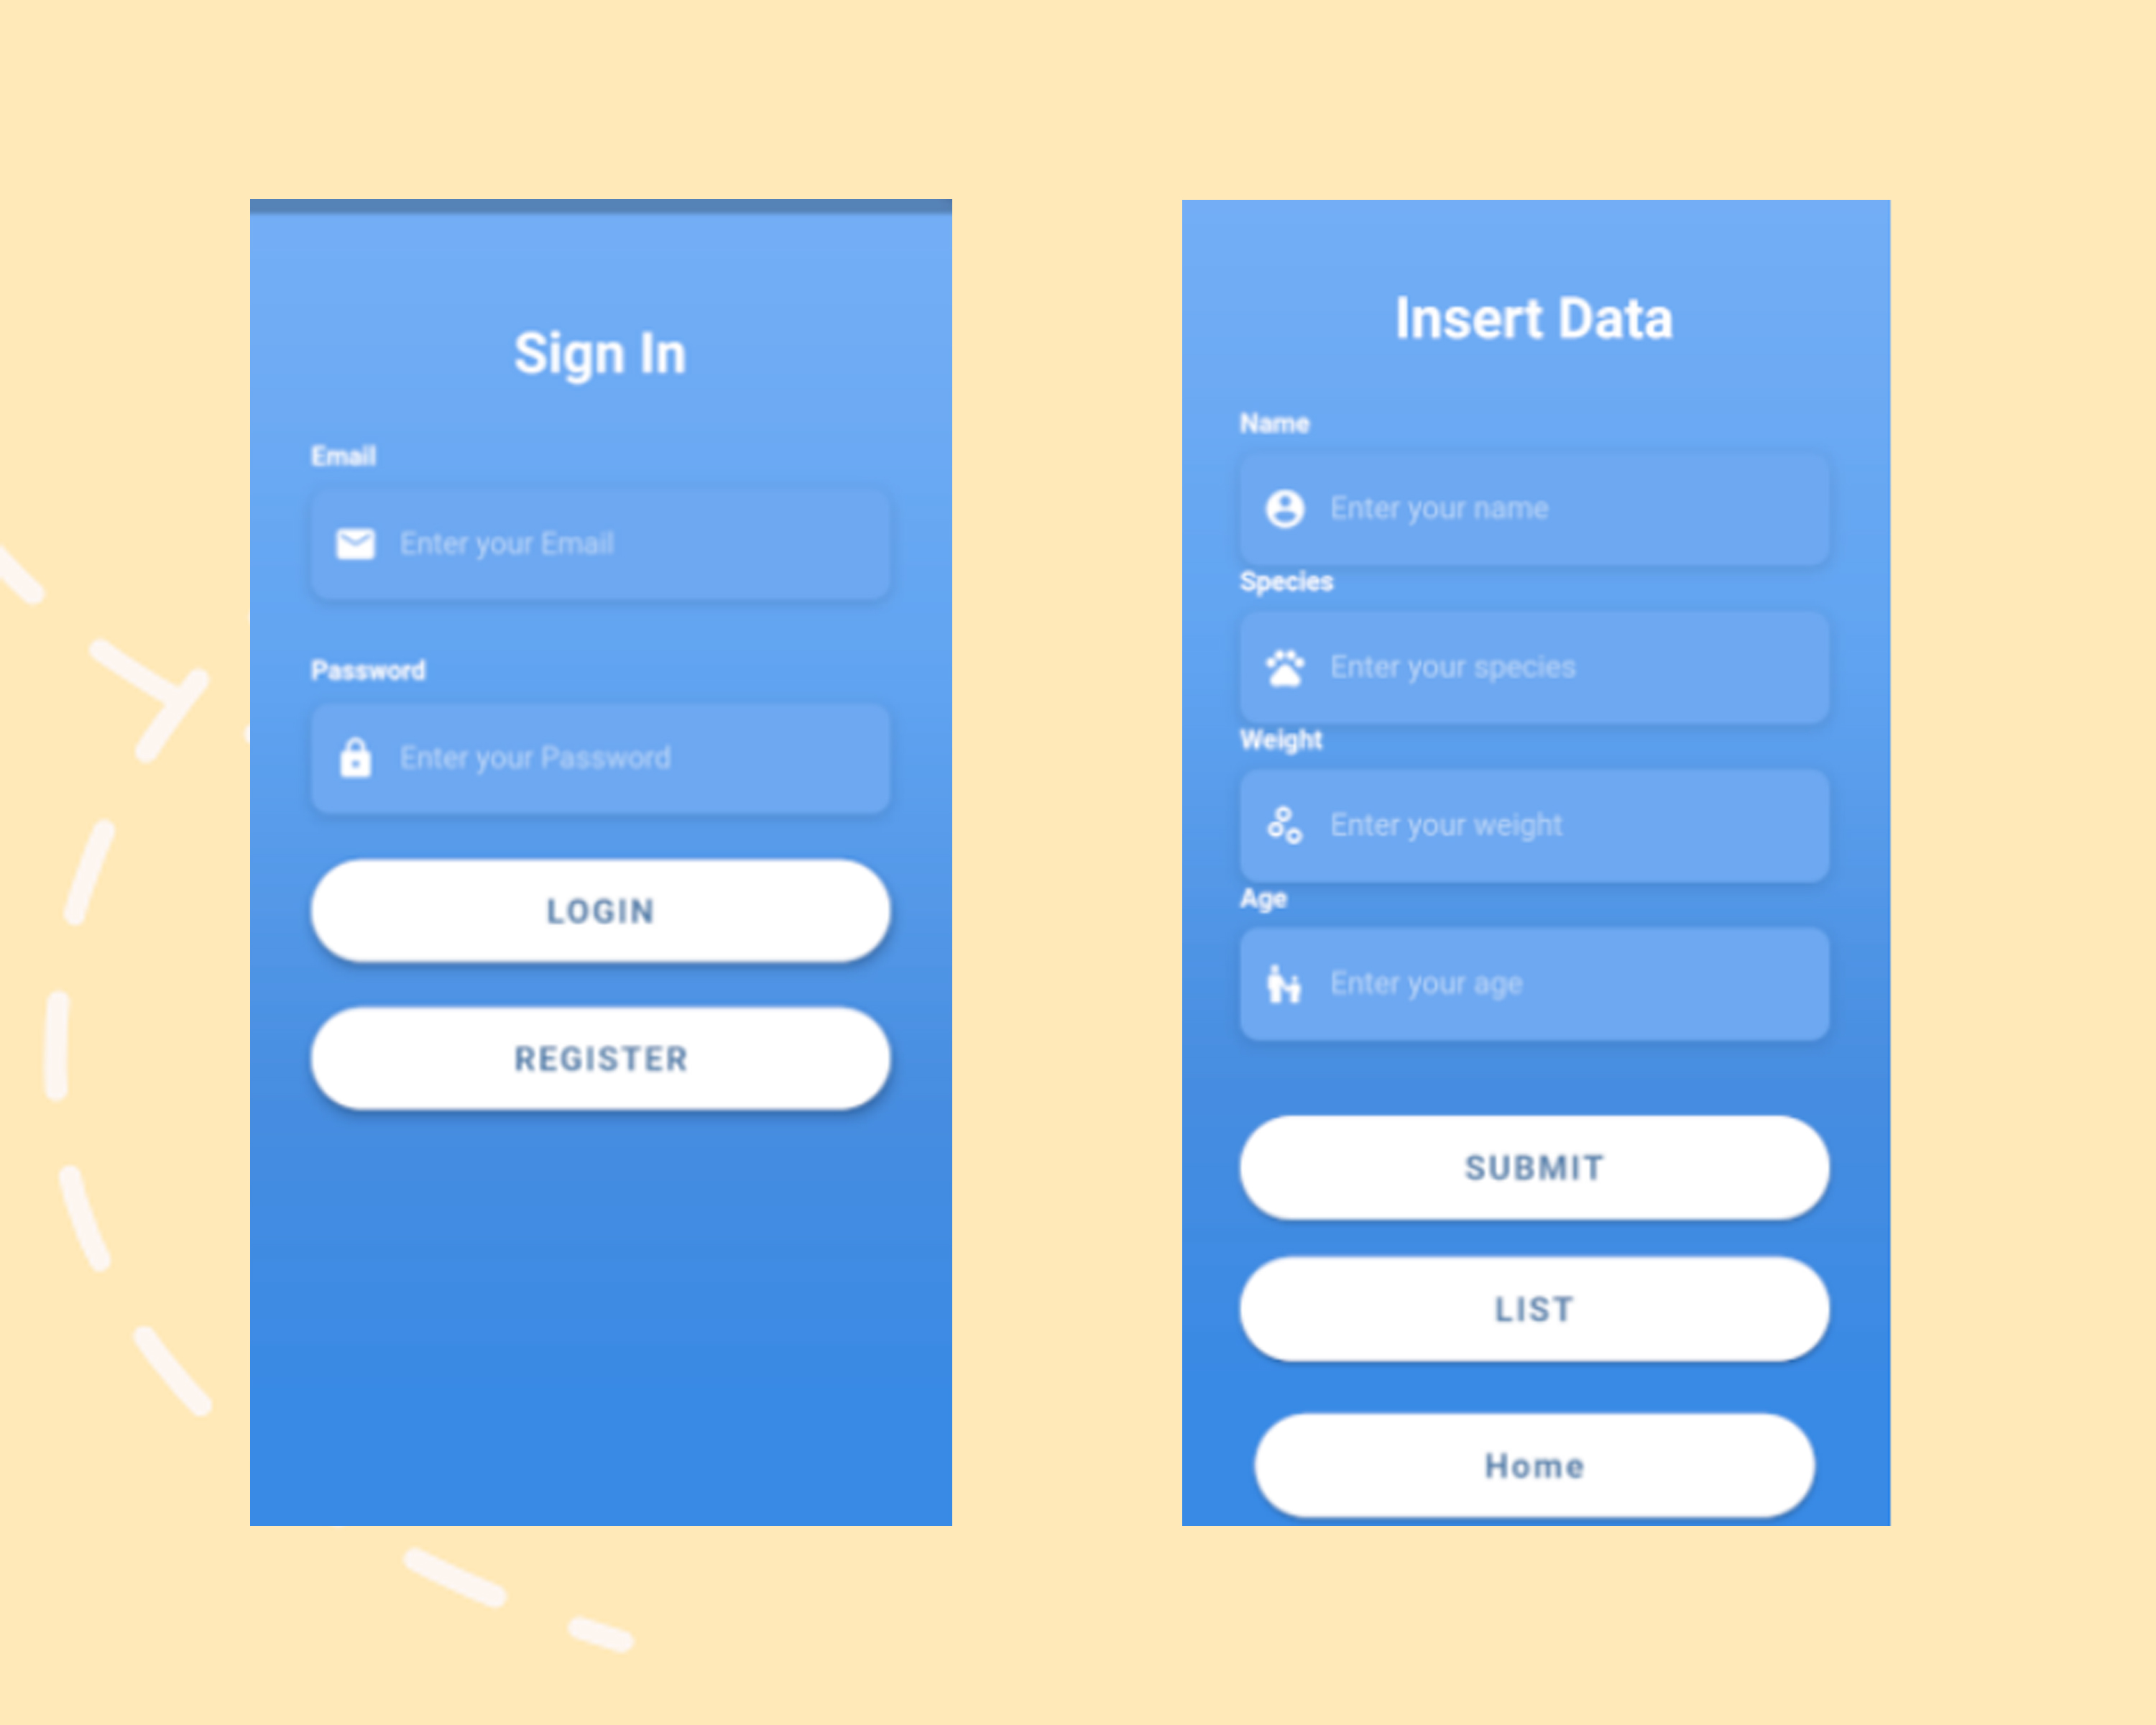 Sign In
Email
Enter your Email
Password
Enter your Password
LOGIN
REGISTER
Insert Data
Name
Enter your name
Species
Enter your species
Weight
Enter your weight
Age
Enter your age
SUBMIT
LIST
Home